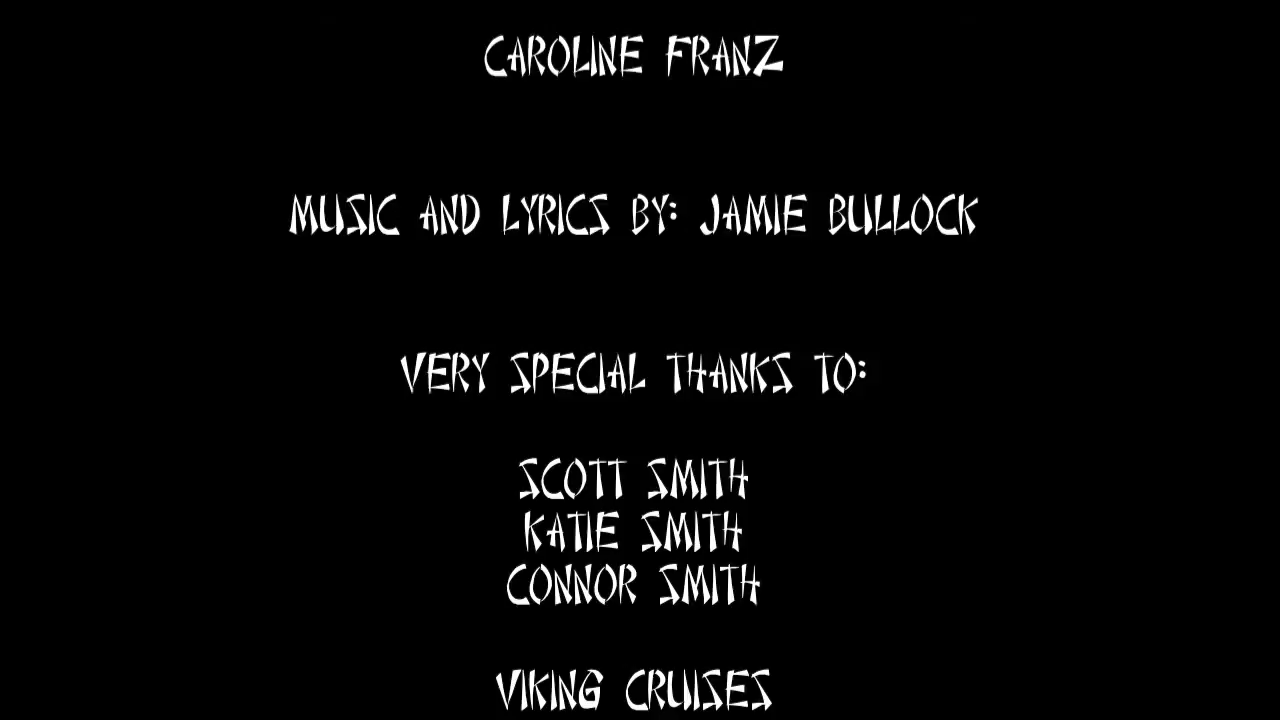 CAROLINE FRANZ
MUSIC AND LYRICS BY: JAMIE BULLOCK
VERY SPECIAL THANKS TO:
SCOTT SMITH
KATIE SMITH
CONNOR SMITH
VIKING CRUISES